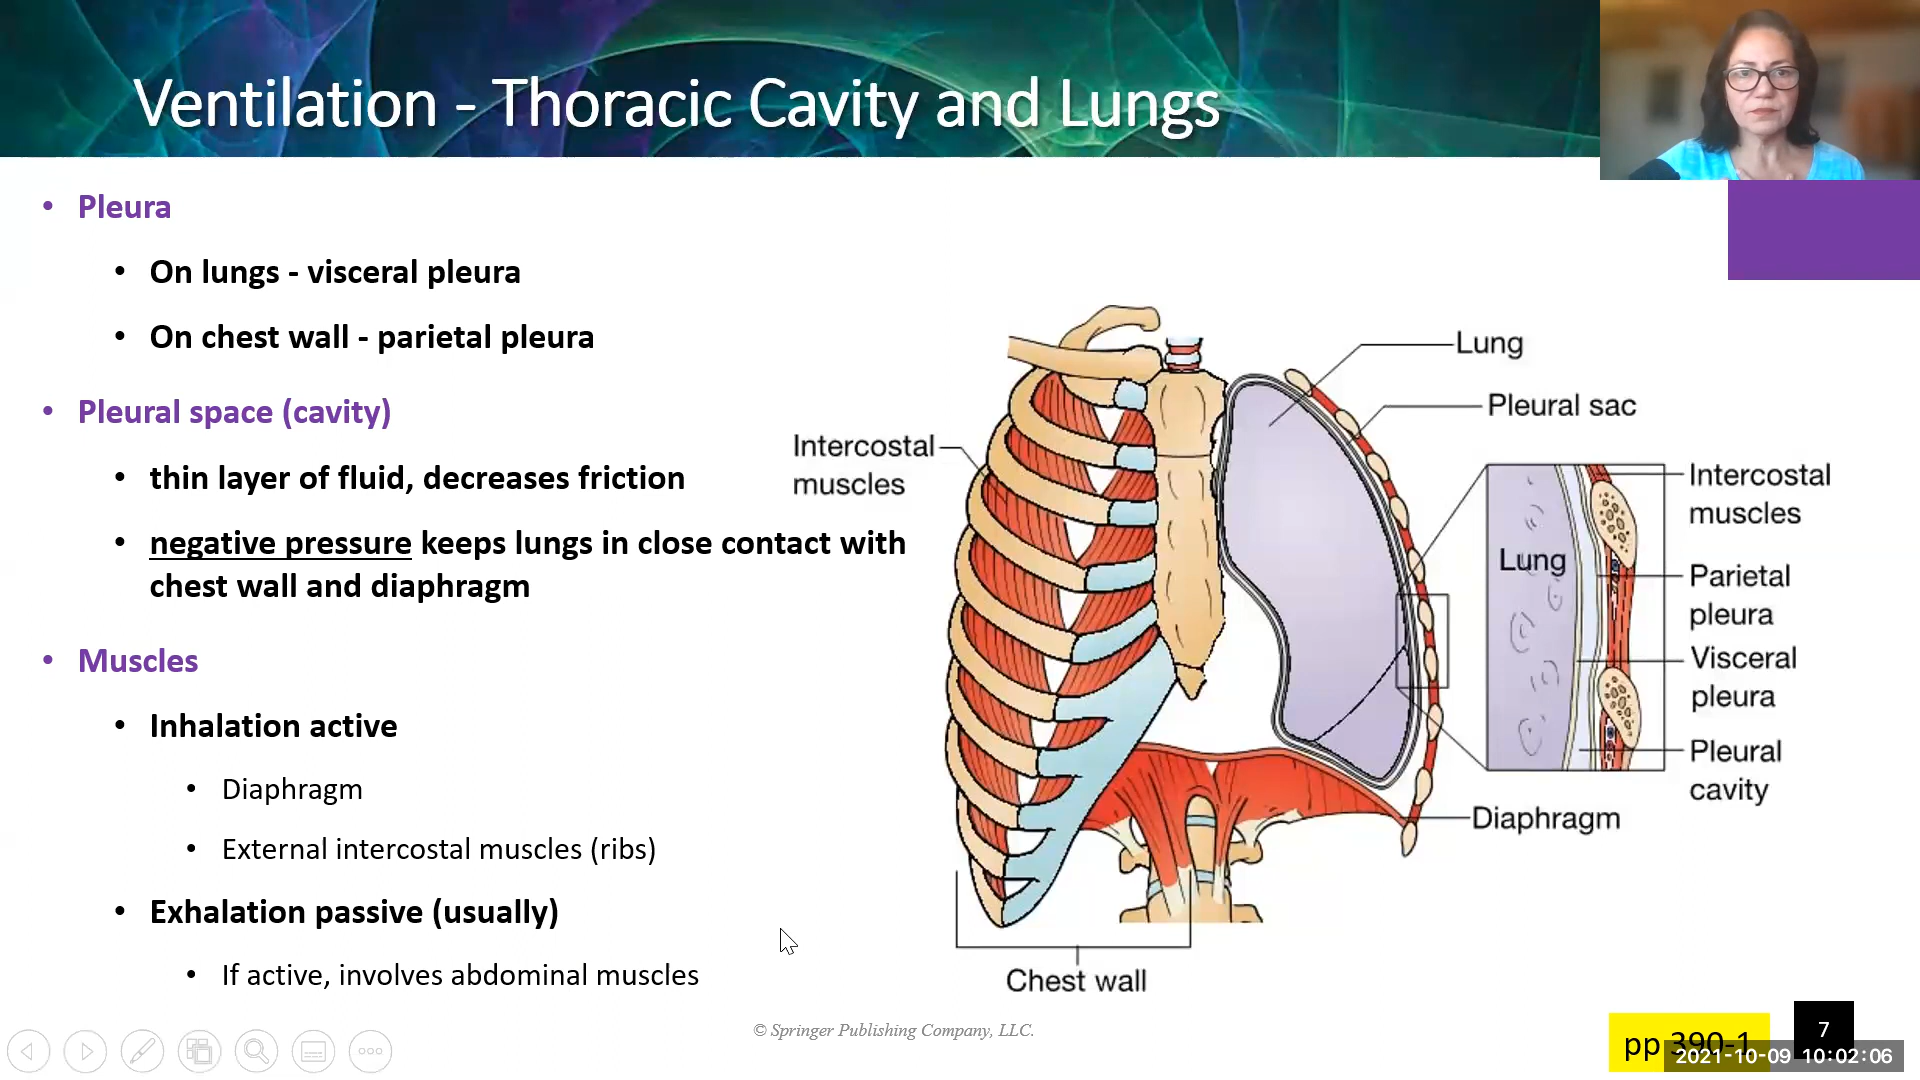 Ventilation - Thoracic Cavity and Lungs
• Pleura
• On lungs - visceral pleura
• On chest wall - parietal pleura
• Pleural space (cavity)
• thin layer of fluid, decreases friction
• negative pressure keeps lungs in close contact with
chest wall and diaphragm
• Muscles
• Inhalation active
• Diaphragm
• External intercostal muscles (ribs)
• Exhalation passive (usually)
• If active, involves abdominal muscles
Intercostal
muscles
Lung
Pleural sac
Lung
Intercostal
muscles
Parietal
pleura
Visceral
pleura
Pleural
cavity
Diaphragm
Chest wall
© Springer Publishing Company, LLC.
pp 390-1
7
2021-10-09 10:02:06